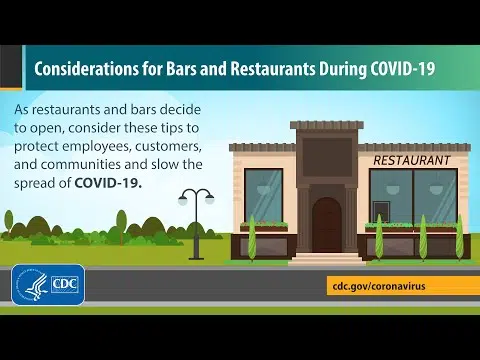 Considerations for Bars and Restaurants During COVID-19
As restaurants and bars decide
to open, consider these tips to
protect employees, customers,
and communities and slow the
spread of COVID-19.
RESTAURANT
CDC
cdc.gov/coronavirus